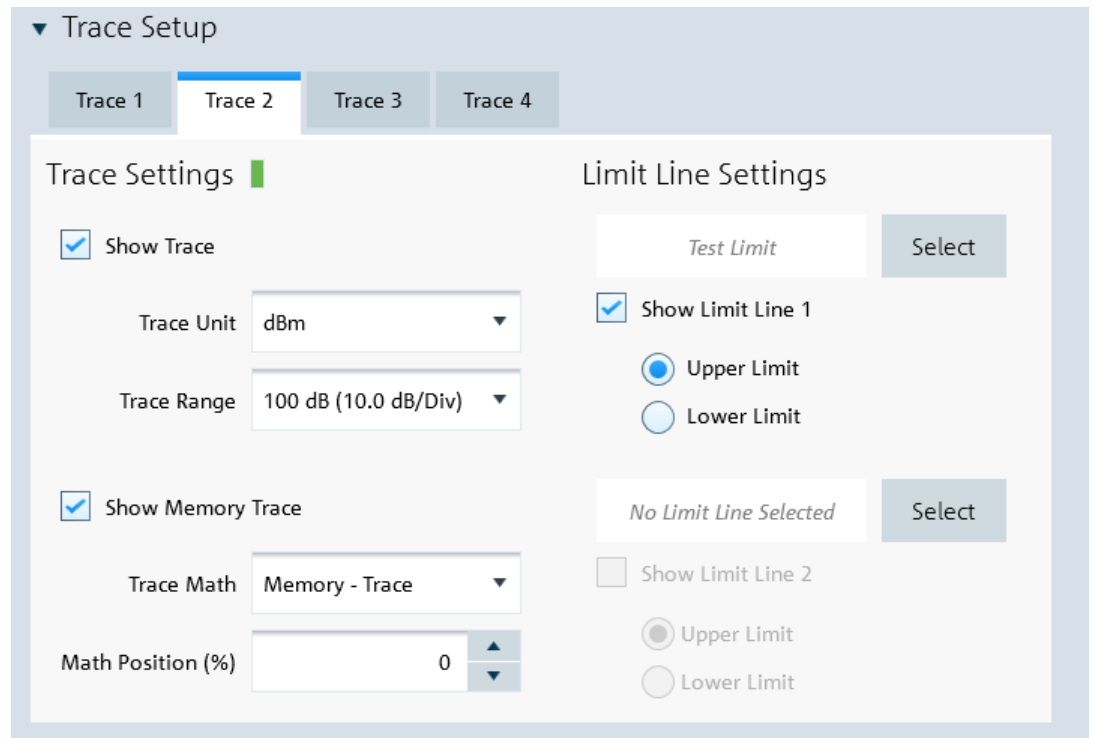 Trace Setup
Trace 1
Trace 2
Trace 3
Trace 4
Trace Settings
Show Trace
Trace Unit
dBm
Trace Range
100 dB (10.0 dB/Div)
Show Memory Trace
Trace Math
Memory - Trace
Math Position (%)
0
Limit Line Settings
Test Limit
Select
Show Limit Line 1
Upper Limit
Lower Limit
No Limit Line Selected
Select
Show Limit Line 2
Upper Limit
Lower Limit